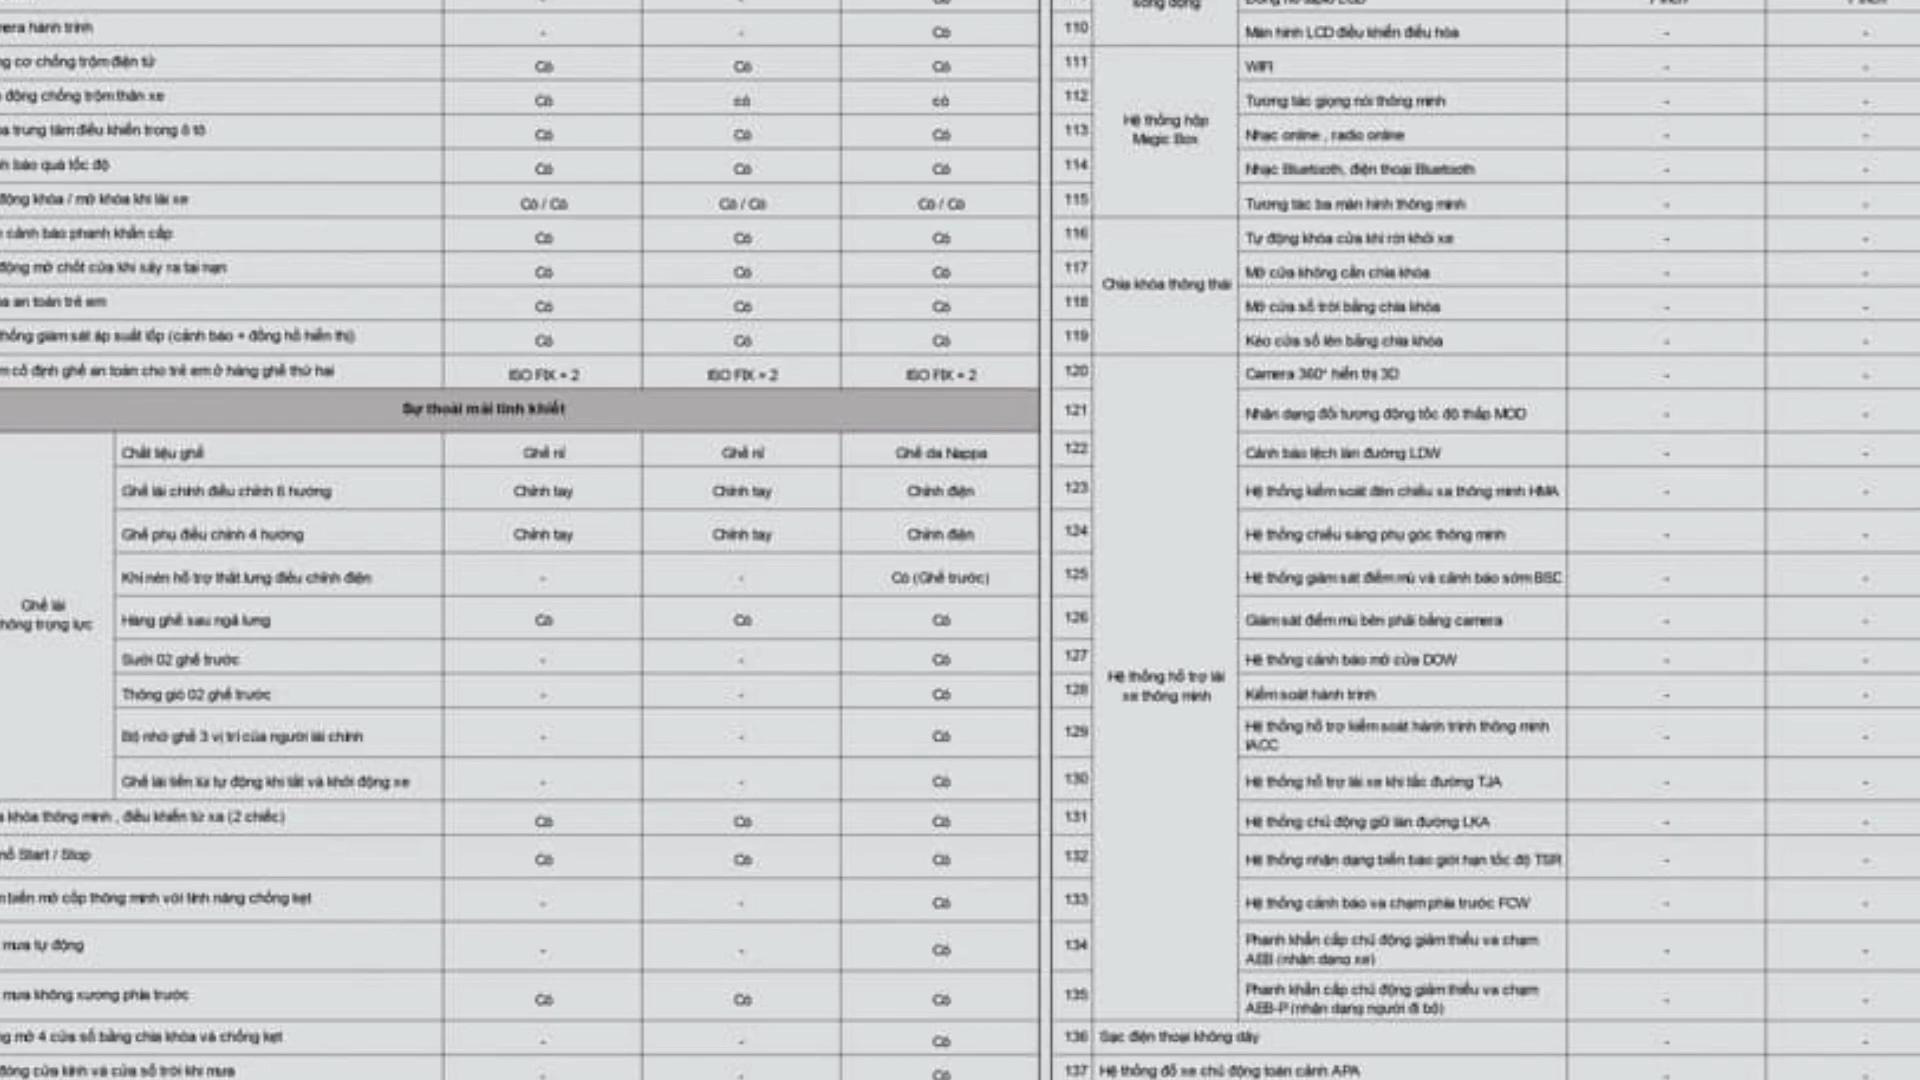 hành trình - - Có
cơ chống trộm điện tử Có Có Có
động chống trộm thân xe Có có có
trung tâm điều khiển trong ô tô Có Có Có
báo quá tốc độ Có Có Có
động khóa / mở khóa khi lái xe Có / Có Có / Có Có / Có
cảnh báo phanh khẩn cấp Có Có Có
động mở chốt cửa khi xảy ra tai nạn Có Có Có
an toàn trẻ em Có Có Có
thống giám sát áp suất lốp (cảnh báo + đồng hồ hiển thị) Có Có Có
cố định ghế an toàn cho trẻ em ở hàng ghế thứ hai ISO FIX × 2 ISO FIX × 2 ISO FIX × 2
Sự thoải mái tinh khiết
Ghế lái
không trọng lực
Chất liệu ghế Ghế nỉ Ghế nỉ Ghế da Nappa
Ghế lái chính điều chỉnh 6 hướng Chỉnh tay Chỉnh tay Chỉnh điện
Ghế phụ điều chỉnh 4 hướng Chỉnh tay Chỉnh tay Chỉnh điện
Khí nén hỗ trợ thắt lưng điều chỉnh điện - - Có (Ghế trước)
Hàng ghế sau ngả lưng Có Có Có
Sưởi 02 ghế trước - - Có
Thông gió 02 ghế trước - - Có
Bộ nhớ ghế 3 vị trí của người lái chính - - Có
Ghế lái tiến lùi tự động khi tắt và khởi động xe - - Có
khóa thông minh , điều khiển từ xa (2 chiếc) Có Có Có
nổ Start / Stop Có Có Có
biến mở cốp thông minh với tính năng chống kẹt - - Có
mưa tự động - - Có
mưa không xương phía trước Có Có Có
mở 4 cửa sổ bằng chìa khóa và chống kẹt - - Có
động cửa kính và cửa sổ trời khi mưa - - Có
110 Màn hình LCD điều khiển điều hòa - -
Hệ thống hộp
Magic Box
111 WIFI - -
112 Tương tác giọng nói thông minh - -
113 Nhạc online , radio online - -
114 Nhạc Bluetooth, điện thoại Bluetooth - -
115 Tương tác ba màn hình thông minh - -
Chìa khóa thông thái
116 Tự động khóa cửa khi rời khỏi xe - -
117 Mở cửa không cần chìa khóa - -
118 Mở cửa sổ trời bằng chìa khóa - -
119 Kéo cửa sổ lên bằng chìa khóa - -
Hệ thống hỗ trợ lái
xe thông minh
120 Camera 360° hiển thị 3D - -
121 Nhận dạng đối tượng động tốc độ thấp MOD - -
122 Cảnh báo lệch làn đường LDW - -
123 Hệ thống kiểm soát đèn chiếu xa thông minh HMA - -
124 Hệ thống chiếu sáng phụ góc thông minh - -
125 Hệ thống giám sát điểm mù và cảnh báo sớm BSC - -
126 Giám sát điểm mù bên phải bằng camera - -
127 Hệ thống cảnh báo mở cửa DOW - -
128 Kiểm soát hành trình - -
129 Hệ thống hỗ trợ kiểm soát hành trình thông minh
IACC - -
130 Hệ thống hỗ trợ lái xe khi tắc đường TJA - -
131 Hệ thống chủ động giữ làn đường LKA - -
132 Hệ thống nhận dạng biển báo giới hạn tốc độ TSR - -
133 Hệ thống cảnh báo va chạm phía trước FCW - -
134 Phanh khẩn cấp chủ động giảm thiểu va chạm
AEB (nhận dạng xe) - -
135 Phanh khẩn cấp chủ động giảm thiểu va chạm
AEB-P (nhận dạng người đi bộ) - -
136 Sạc điện thoại không dây - -
137 Hệ thống đỗ xe chủ động toàn cảnh APA - -